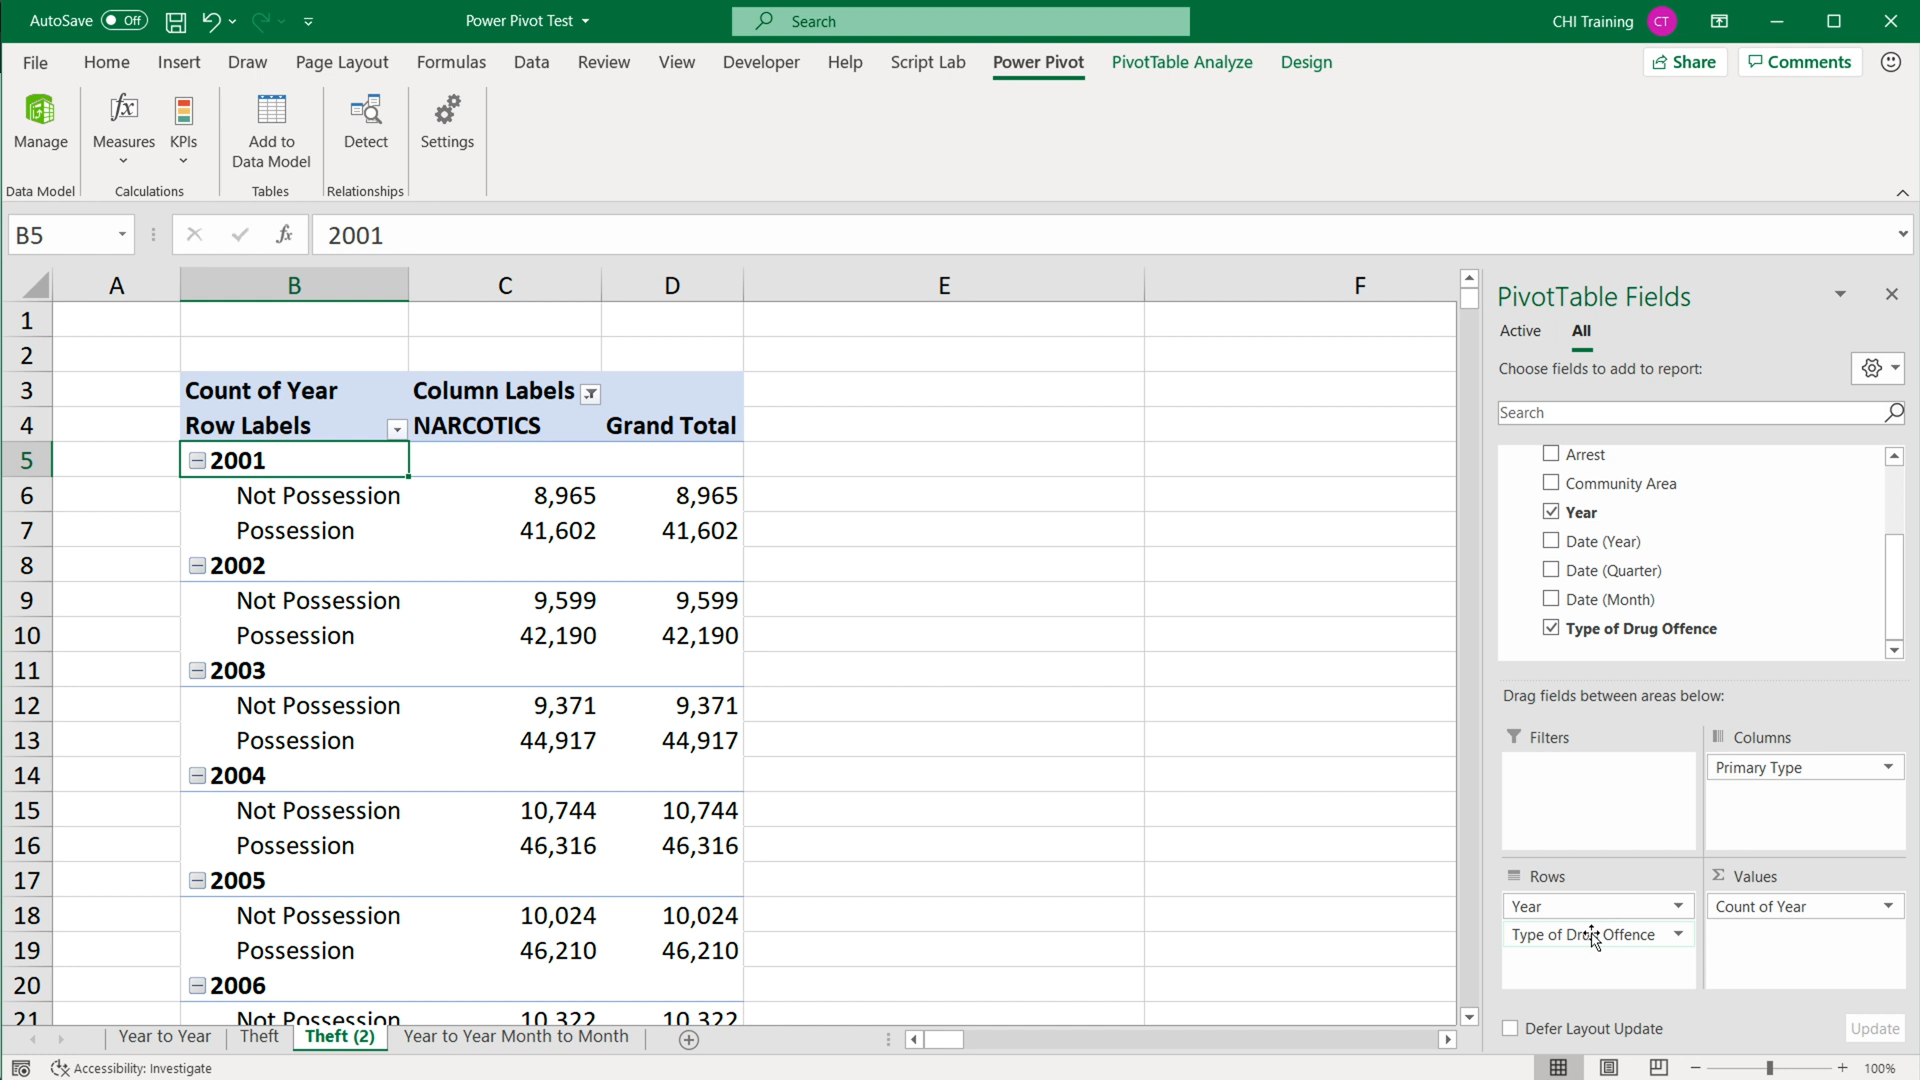 AutoSave Off Power Pivot Test Search CHI Training CT
File Home Insert Draw Page Layout Formulas Data Review View Developer Help Script Lab Power Pivot PivotTable Analyze Design Share Comments
Manage Measures KPIs Add to Data Model Detect Settings
Data Model Calculations Tables Relationships
B5 fx 2001
A B C D E F
PivotTable Fields
Active All
Choose fields to add to report:
Search
Arrest
Community Area
Year
Date (Year)
Date (Quarter)
Date (Month)
Type of Drug Offence
Drag fields between areas below:
Filters Columns
Primary Type
Rows Σ Values
Year Count of Year
Type of Drug Offence
Defer Layout Update Update
1
2
3 Count of Year Column Labels
4 Row Labels NARCOTICS Grand Total
5 2001
6 Not Possession 8,965 8,965
7 Possession 41,602 41,602
8 2002
9 Not Possession 9,599 9,599
10 Possession 42,190 42,190
11 2003
12 Not Possession 9,371 9,371
13 Possession 44,917 44,917
14 2004
15 Not Possession 10,744 10,744
16 Possession 46,316 46,316
17 2005
18 Not Possession 10,024 10,024
19 Possession 46,210 46,210
20 2006
21 Not Possession 10,322 10,322
Year to Year Theft Theft (2) Year to Year Month to Month
Accessibility: Investigate 100%